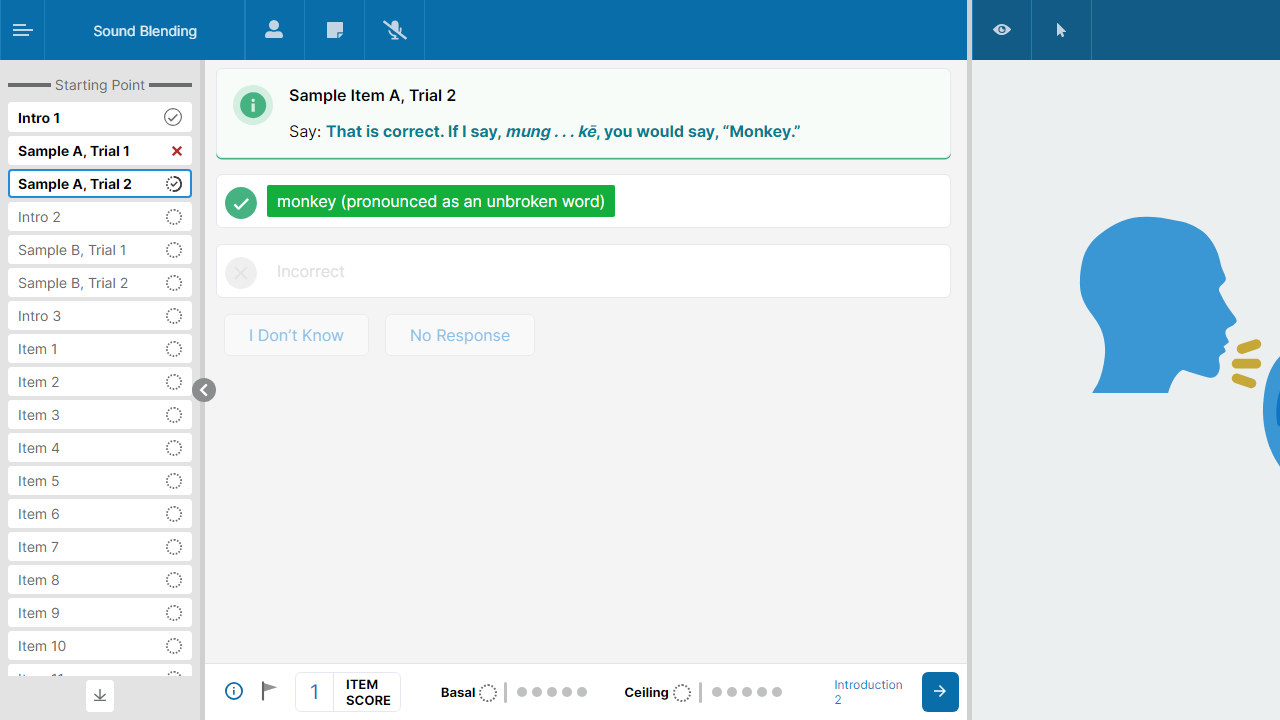 Sound Blending
Starting Point
Intro 1
Sample A, Trial 1
Sample A, Trial 2
Intro 2
Sample B, Trial 1
Sample B, Trial 2
Intro 3
Item 1
Item 2
Item 3
Item 4
Item 5
Item 6
Item 7
Item 8
Item 9
Item 10
Sample Item A, Trial 2
Say: That is correct. If I say, mung . . . kē, you would say, “Monkey.”
monkey (pronounced as an unbroken word)
Incorrect
I Don’t Know
No Response
1
ITEM
SCORE
Basal
Ceiling
Introduction
2